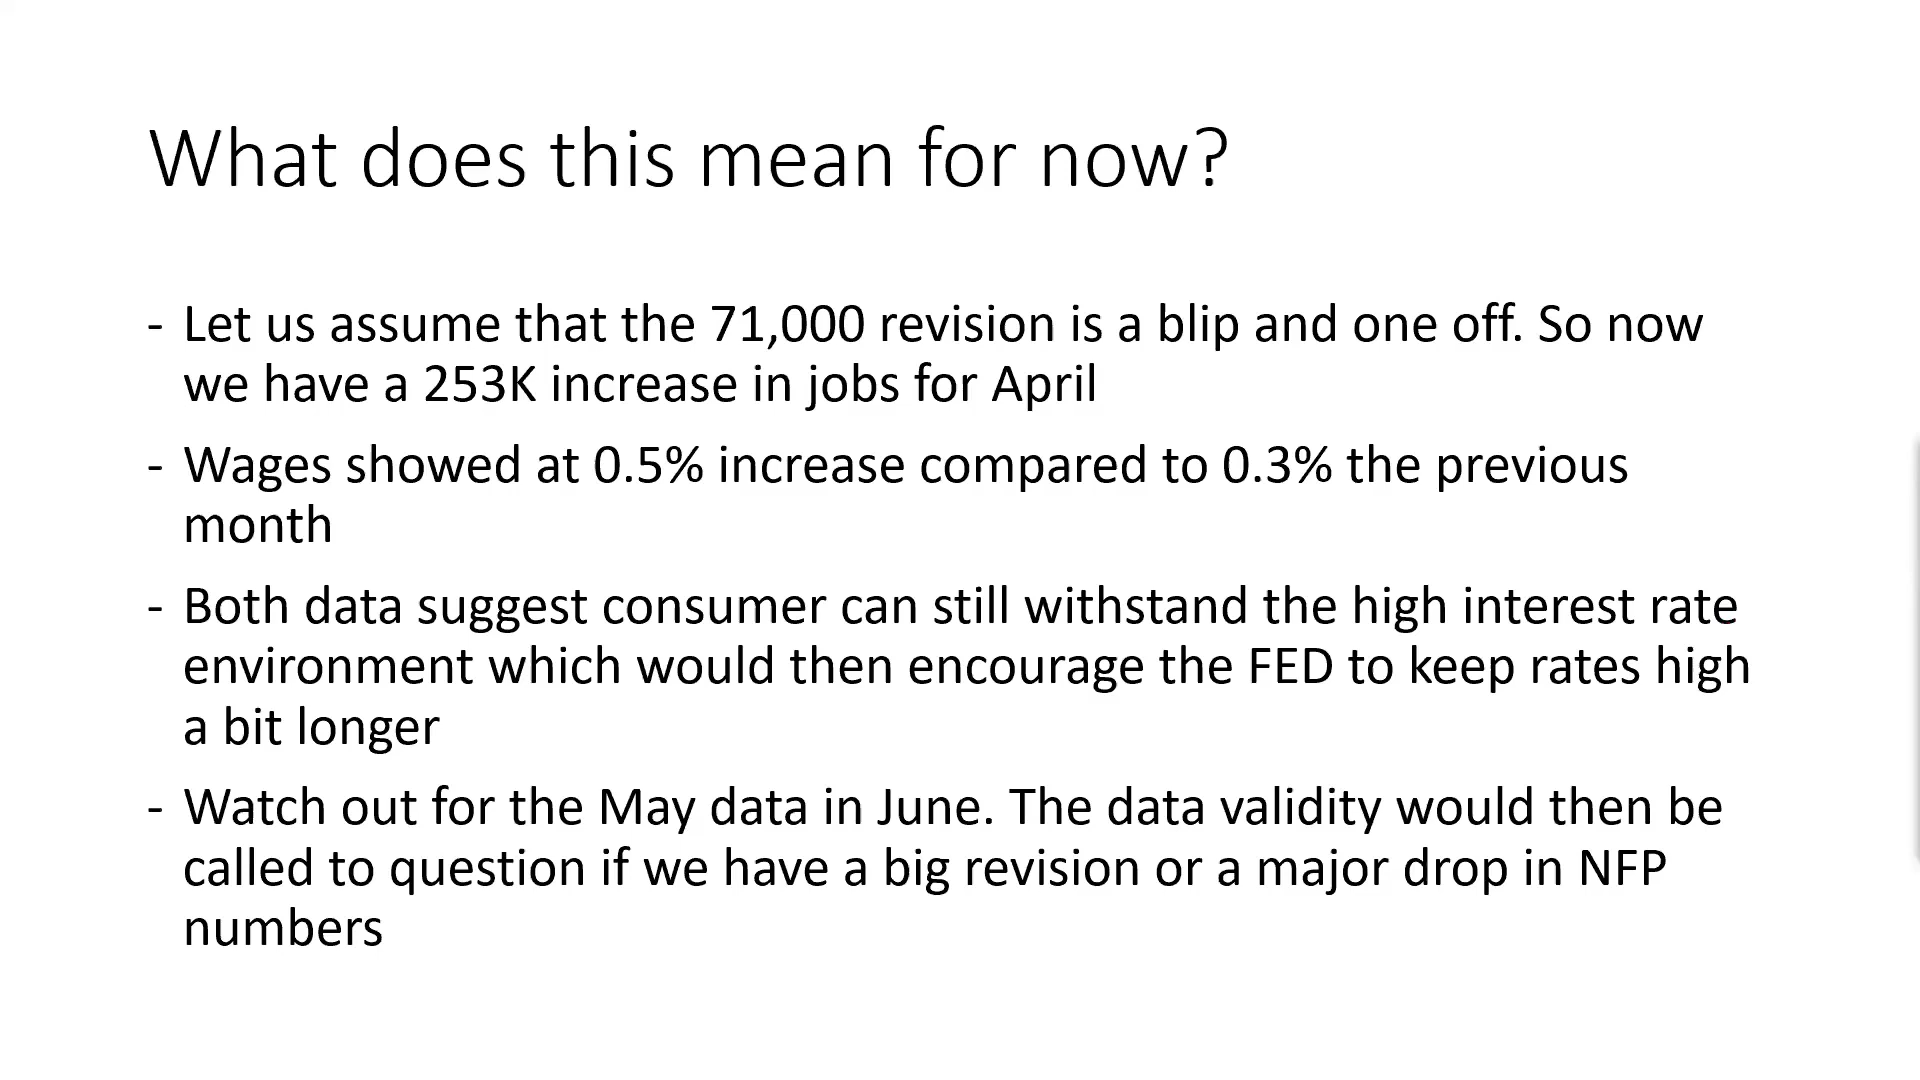 What does this mean for now?
- Let us assume that the 71,000 revision is a blip and one off. So now
we have a 253K increase in jobs for April
- Wages showed at 0.5% increase compared to 0.3% the previous
month
- Both data suggest consumer can still withstand the high interest rate
environment which would then encourage the FED to keep rates high
a bit longer
- Watch out for the May data in June. The data validity would then be
called to question if we have a big revision or a major drop in NFP
numbers